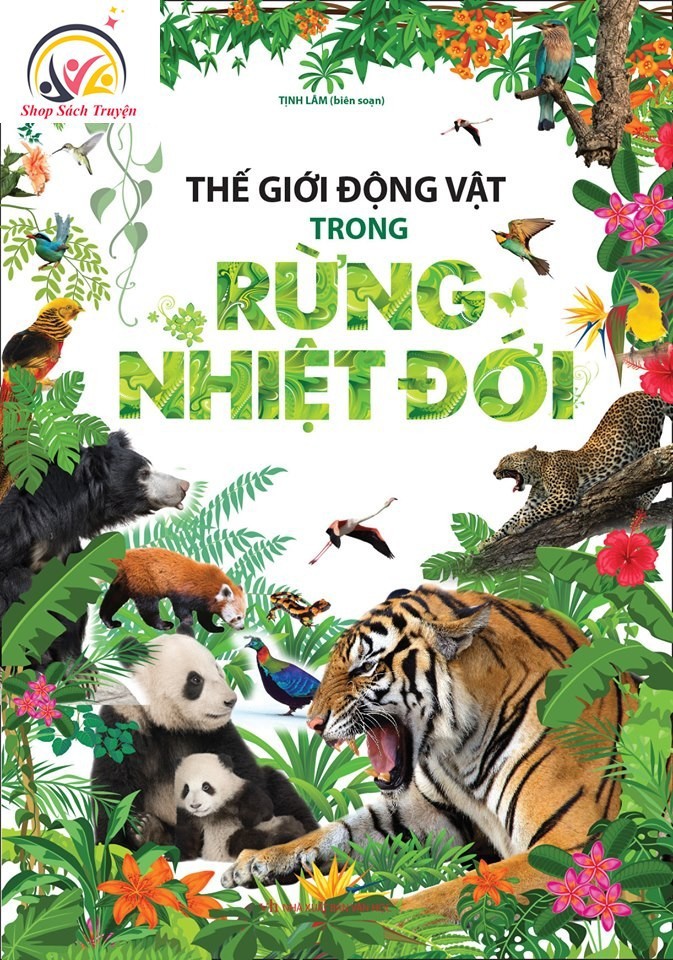 Shop Sách Truyện
TỊNH LÂM (biên soạn)
THẾ GIỚI ĐỘNG VẬT
TRONG
RỪNG
NHIỆT ĐỚI